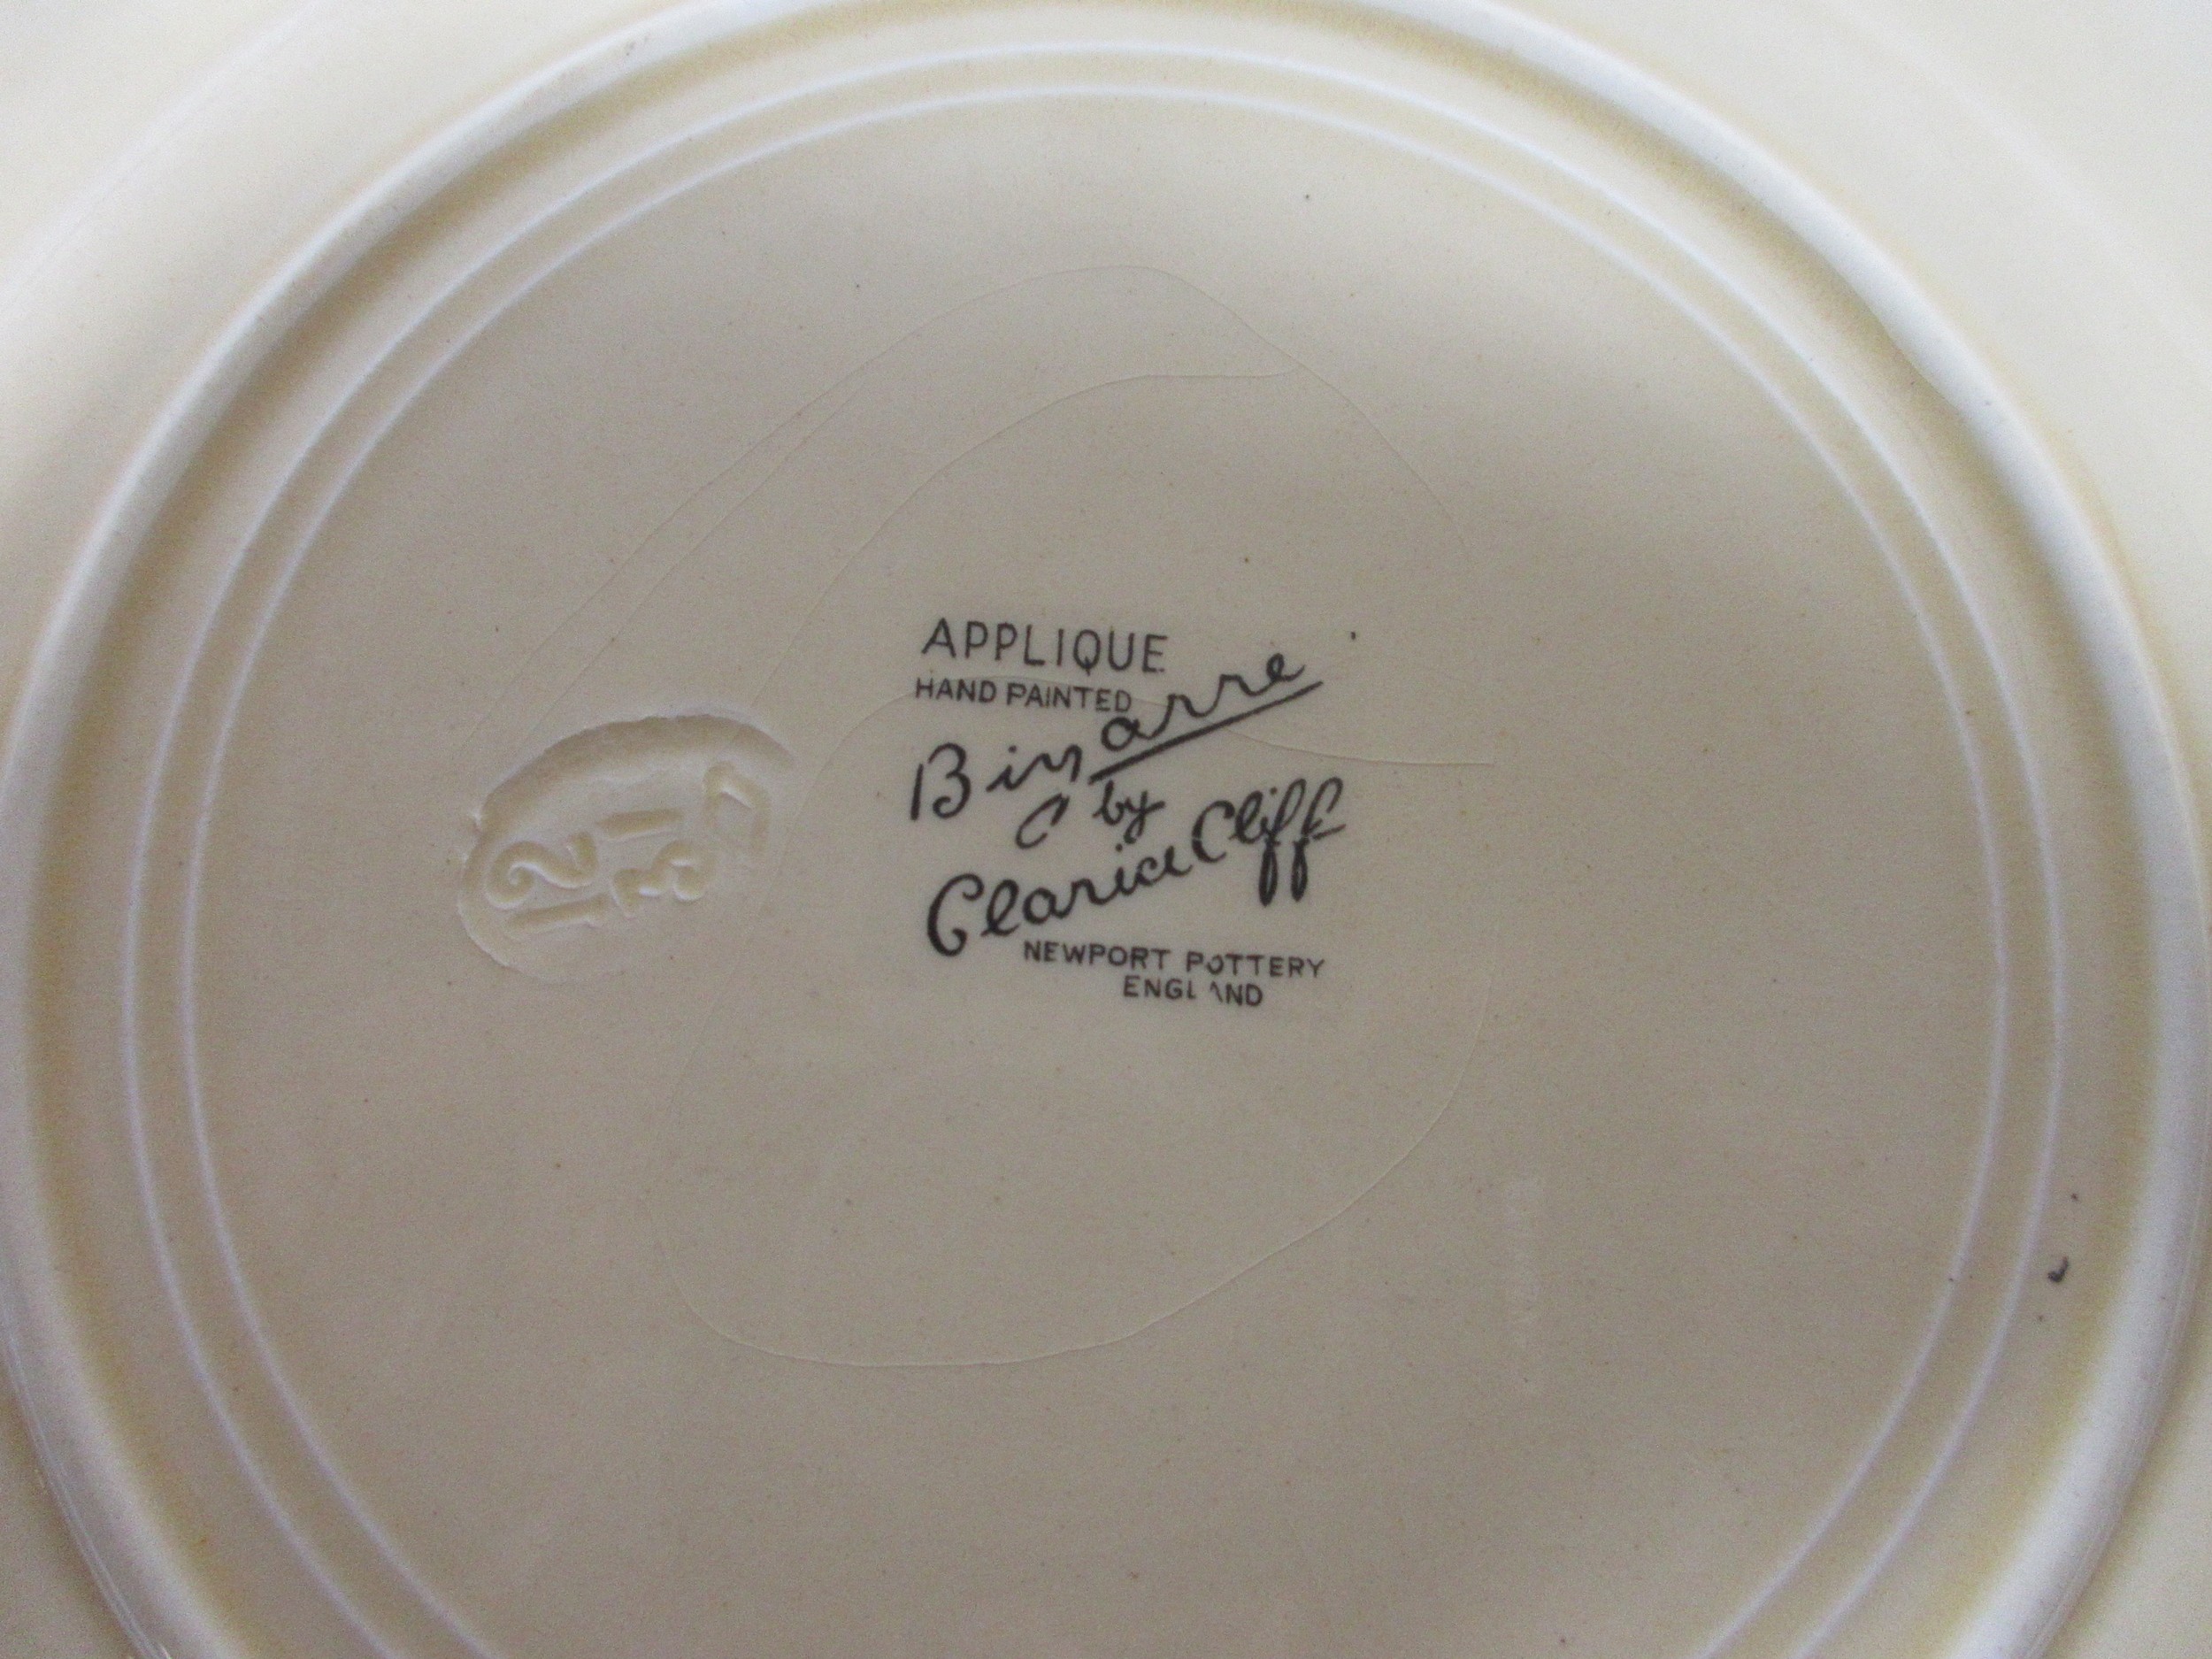 APPLIQUE
HAND PAINTED
Bizarre
by
Clarice Cliff
NEWPORT POTTERY
ENGLAND